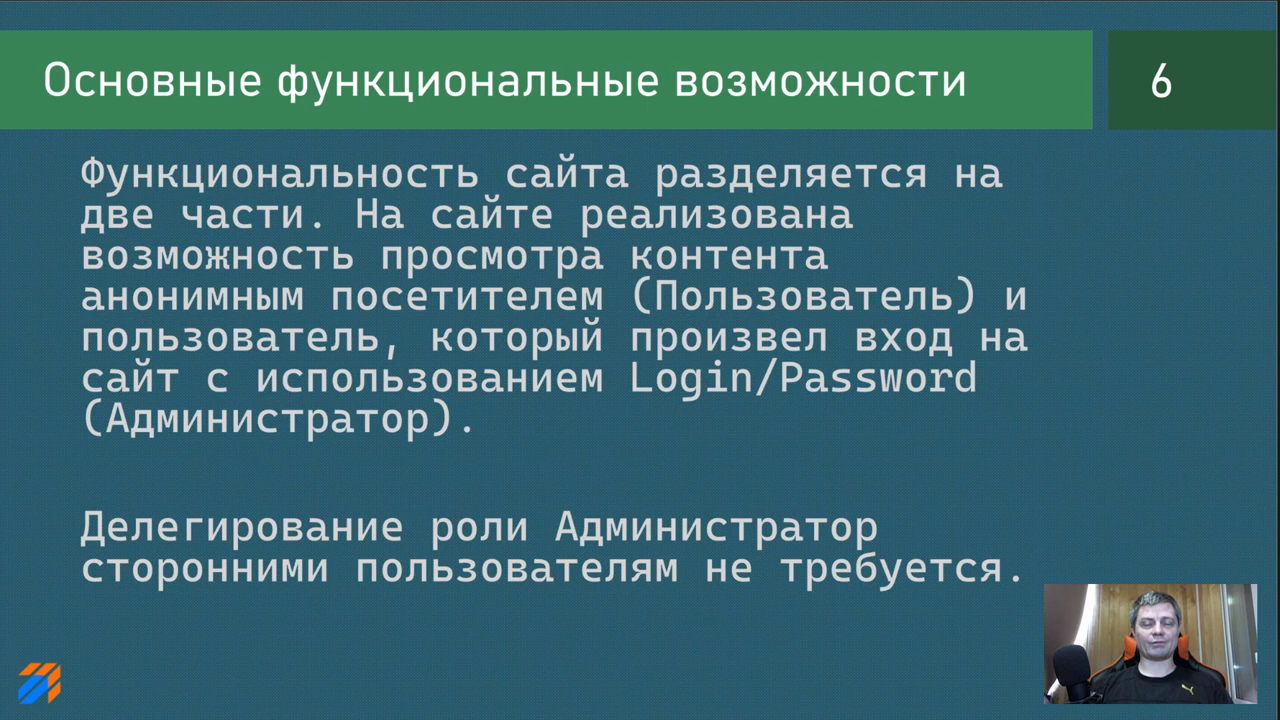 Основные функциональные возможности
6
Функциональность сайта разделяется на
две части. На сайте реализована
возможность просмотра контента
анонимным посетителем (Пользователь) и
пользователь, который произвел вход на
сайт с использованием Login/Password
(Администратор).
Делегирование роли Администратор
сторонними пользователям не требуется.